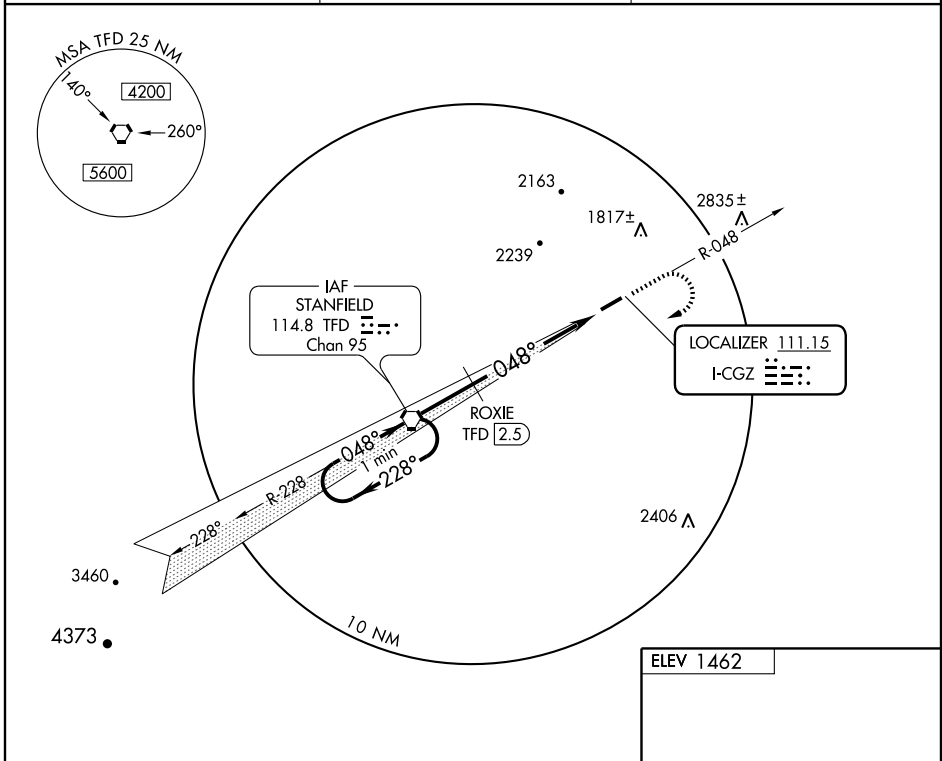 MSA TFD 25 NM
140°
4200
260°
5600
2163
1817±
2835±
2239
R-048
IAF
STANFIELD
114.8 TFD
Chan 95
LOCALIZER 111.15
I-CGZ
048°
ROXIE
TFD 2.5
048°
1 min
228°
R-228
228°
2406
3460
4373
10 NM
ELEV 1462